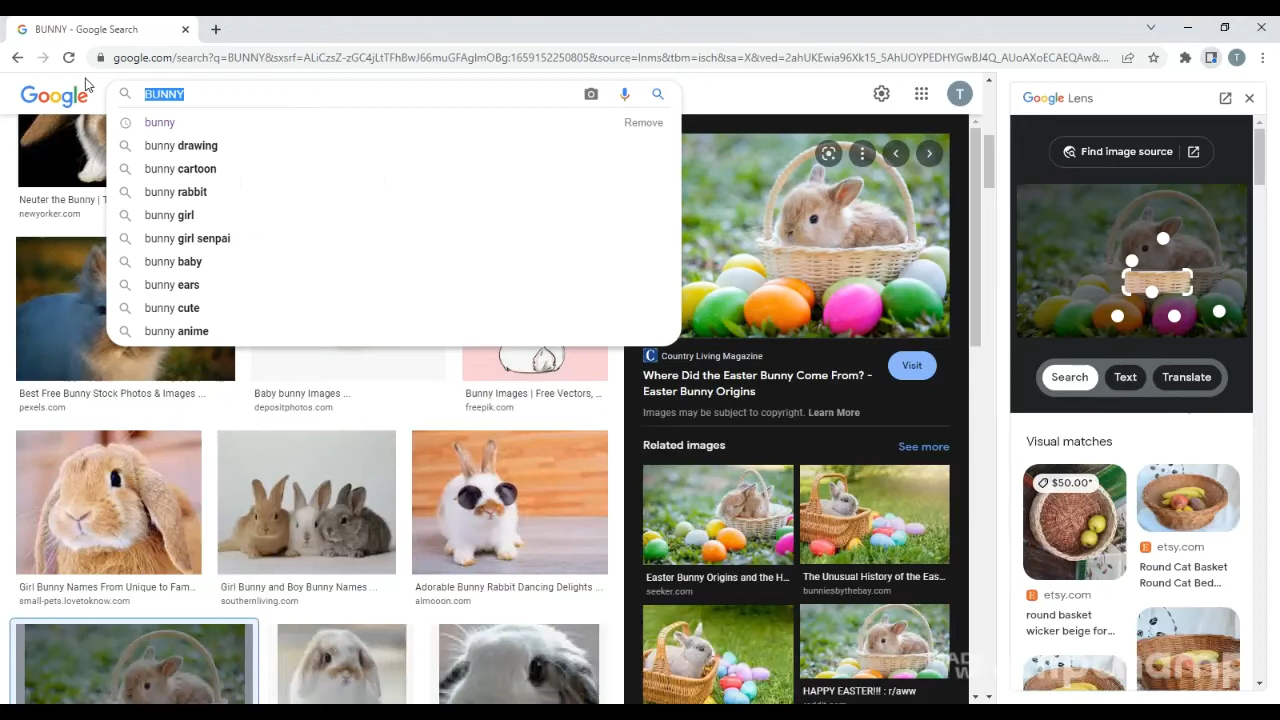 BUNNY - Google Search
google.com/search?q=BUNNY&sxsrf=ALiCzsZ-zGC4jLtTFhBwJ66muGFAglmOBg:1659152250805&source=lnms&tbm=isch&sa=X&ved=2ahUKEwia96Xk15_5AhUOYPEDHYGwBJ4Q_AUoAXoECAEQAw&...
T
Google
BUNNY
T
bunny
Remove
bunny drawing
bunny cartoon
bunny rabbit
bunny girl
bunny girl senpai
bunny baby
bunny ears
bunny cute
bunny anime
Neuter the Bunny | T
newyorker.com
Best Free Bunny Stock Photos & Images ...
pexels.com
Baby bunny Images ...
depositphotos.com
Bunny Images | Free Vectors, ...
freepik.com
Girl Bunny Names From Unique to Fam...
small-pets.lovetoknow.com
Girl Bunny and Boy Bunny Names ...
southernliving.com
Adorable Bunny Rabbit Dancing Delights ...
almooon.com
C Country Living Magazine
Where Did the Easter Bunny Come From? -
Easter Bunny Origins
Visit
Images may be subject to copyright. Learn More
Related images
See more
Easter Bunny Origins and the H...
seeker.com
The Unusual History of the Eas...
bunniesbythebay.com
HAPPY EASTER!!! : r/aww
Google Lens
Find image source
Search
Text
Translate
Visual matches
$50.00*
E etsy.com
round basket
wicker beige for...
E etsy.com
Round Cat Basket
Round Cat Bed...